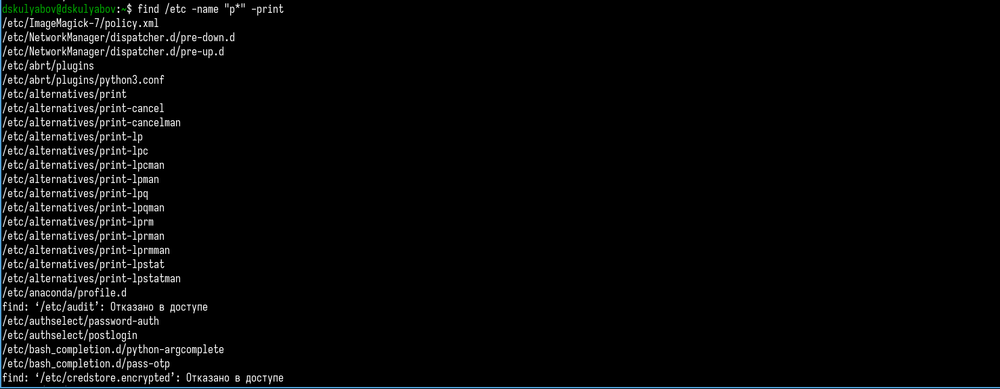 dskulyabov@dskulyabov:~$ find /etc -name "p*" -print
/etc/ImageMagick-7/policy.xml
/etc/NetworkManager/dispatcher.d/pre-down.d
/etc/NetworkManager/dispatcher.d/pre-up.d
/etc/abrt/plugins
/etc/abrt/plugins/python3.conf
/etc/alternatives/print
/etc/alternatives/print-cancel
/etc/alternatives/print-cancelman
/etc/alternatives/print-lp
/etc/alternatives/print-lpc
/etc/alternatives/print-lpcman
/etc/alternatives/print-lpman
/etc/alternatives/print-lpq
/etc/alternatives/print-lpqman
/etc/alternatives/print-lprm
/etc/alternatives/print-lprman
/etc/alternatives/print-lprmman
/etc/alternatives/print-lpstat
/etc/alternatives/print-lpstatman
/etc/anaconda/profile.d
find: ‘/etc/audit’: Отказано в доступе
/etc/authselect/password-auth
/etc/authselect/postlogin
/etc/bash_completion.d/python-argcomplete
/etc/bash_completion.d/pass-otp
find: ‘/etc/credstore.encrypted’: Отказано в доступе